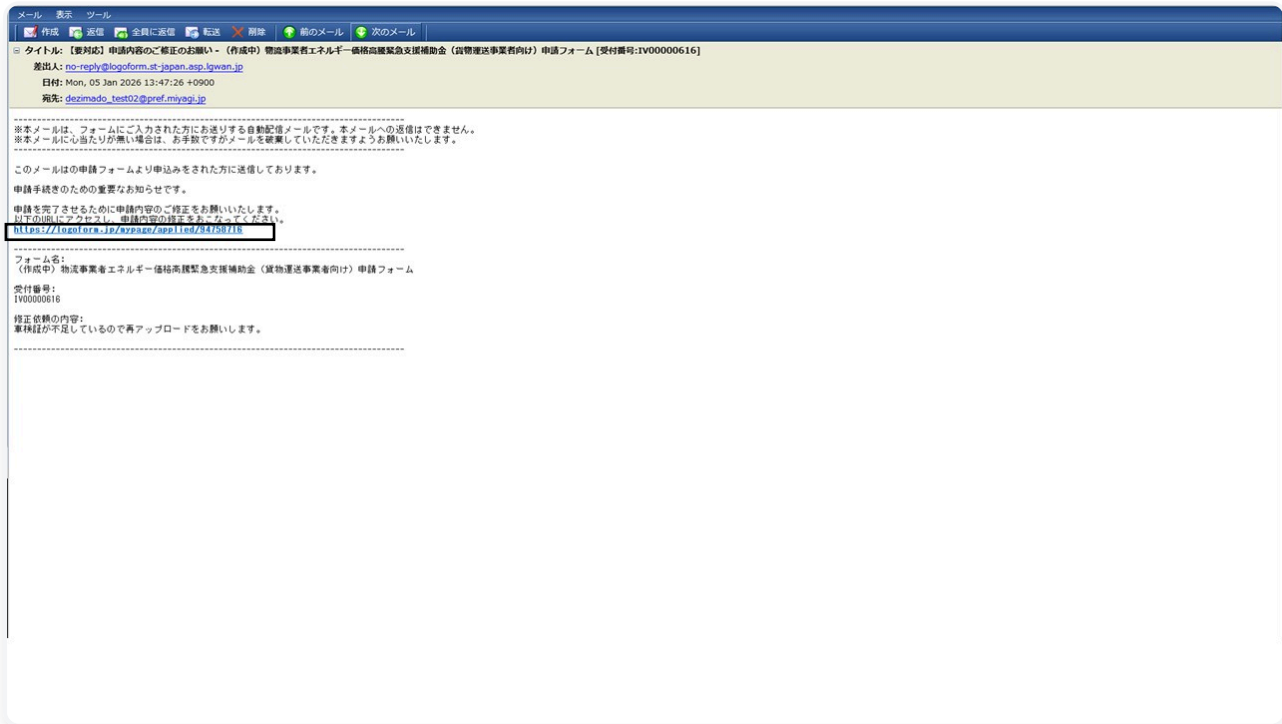 メール 表示 ツール
作成 返信 全員に返信 転送 削除 前のメール 次のメール
タイトル: 【要対応】申請内容のご修正のお願い - （作成中）物流事業者エネルギー価格高騰緊急支援補助金（貨物運送事業者向け）申請フォーム [受付番号:IV00000616]
差出人: no-reply@logoform.st-japan.asp.lgwan.jp
日付: Mon, 05 Jan 2026 13:47:26 +0900
宛先: dezimado_test02@pref.miyagi.jp
--------------------------------------------------------------------------------
※本メールは、フォームにご入力された方にお送りする自動配信メールです。本メールへの返信はできません。
※本メールに心当たりが無い場合は、お手数ですがメールを破棄していただきますようお願いいたします。
--------------------------------------------------------------------------------
このメールはの申請フォームより申込みをされた方に送信しております。
申請手続きのための重要なお知らせです。
申請を完了させるために申請内容のご修正をお願いいたします。
以下のURLにアクセスし、申請内容の修正をおこなってください。
https://logoform.jp/mypage/applied/94758716
--------------------------------------------------------------------------------
フォーム名:
（作成中）物流事業者エネルギー価格高騰緊急支援補助金（貨物運送事業者向け）申請フォーム
受付番号:
IV00000616
修正依頼の内容:
車検証が不足しているので再アップロードをお願いします。
--------------------------------------------------------------------------------